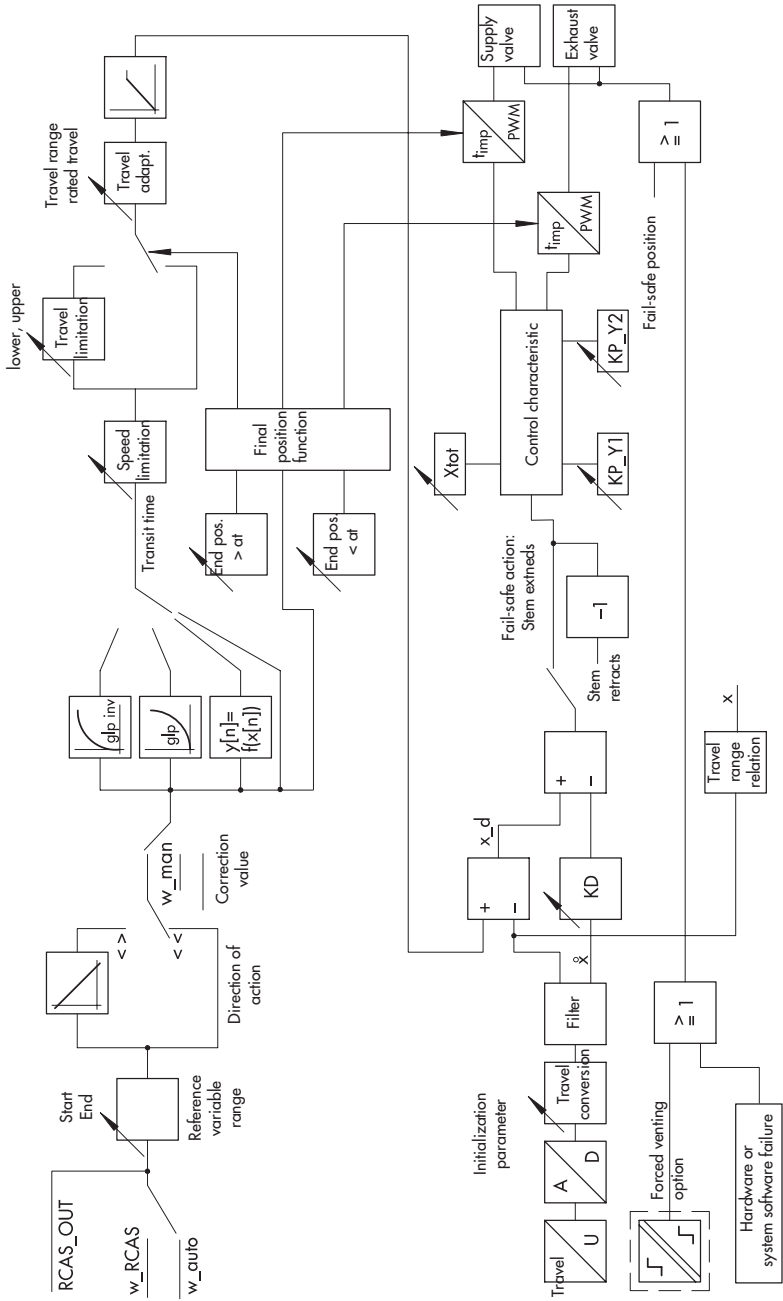 RCAS_OUT
w_RCAS
w_auto
Start
End
Reference
variable
range
Direction of
action
< >
< <
w_man
Correction
value
glp inv
glp
y[n]=
f(x[n])
Transit time
Speed
limitation
lower, upper
Travel
limitation
Travel range
rated travel
Travel
adapt.
End pos.
> at
End pos.
< at
Final
position
function
Travel
U
A
D
Initialization
parameter
Travel
conversion
Filter
x̊
+
−
x_d
KD
+
−
Fail-safe action:
Stem extneds
Stem
retracts
−1
Xtot
Control characteristic
KP_Y1
KP_Y2
timp
PWM
timp
PWM
Supply
valve
Exhaust
valve
Fail-safe position
> = 1
Forced venting
option
Hardware or
system software failure
> = 1
Travel
range
relation
x